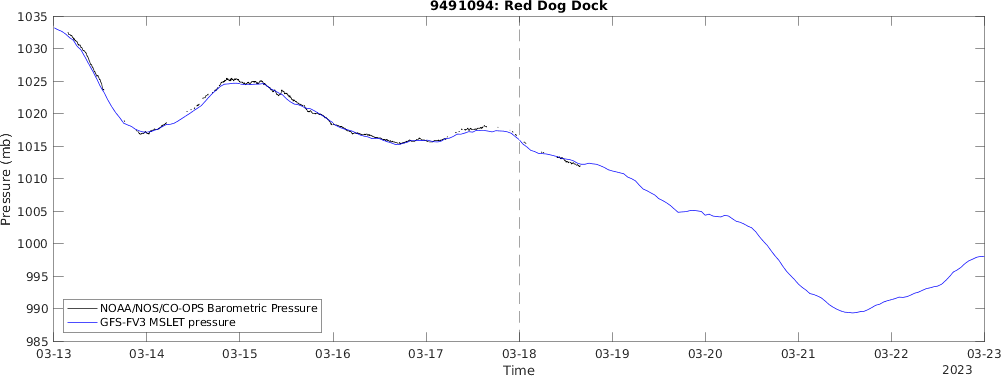 9491094: Red Dog Dock
Pressure (mb)
1035
1030
1025
1020
1015
1010
1005
1000
995
990
985
NOAA/NOS/CO-OPS Barometric Pressure
GFS-FV3 MSLET pressure
03-13 03-14 03-15 03-16 03-17 03-18 03-19 03-20 03-21 03-22 03-23
Time
2023